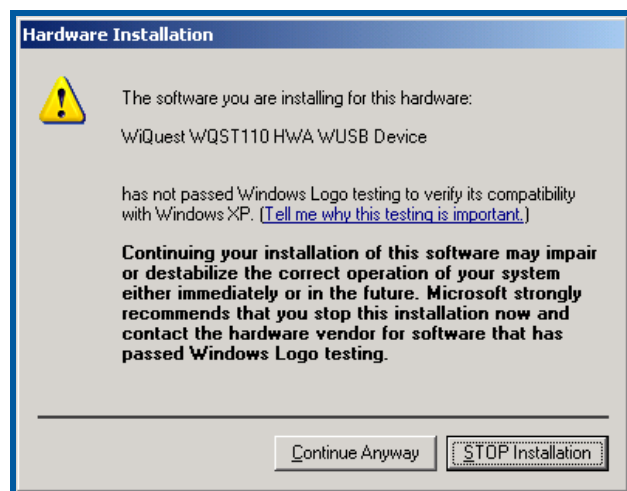 Hardware Installation
The software you are installing for this hardware:
WiQuest WQST110 HWA WUSB Device
has not passed Windows Logo testing to verify its compatibility
with Windows XP. (Tell me why this testing is important.)
Continuing your installation of this software may impair
or destabilize the correct operation of your system
either immediately or in the future. Microsoft strongly
recommends that you stop this installation now and
contact the hardware vendor for software that has
passed Windows Logo testing.
Continue Anyway STOP Installation